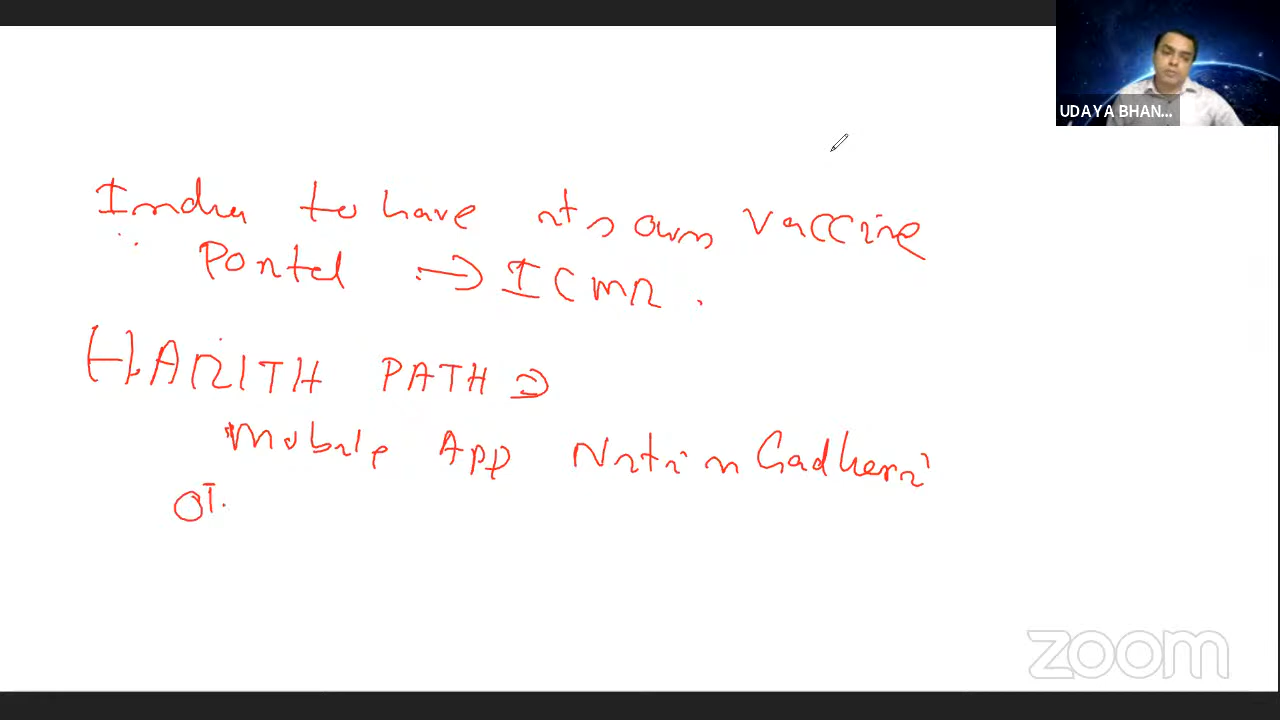 UDAYA BHAN...
India to have its own vaccine
Portal → ICMR.
HARITH PATH ⇒
Mobile App Nitin Gadkari
zoom